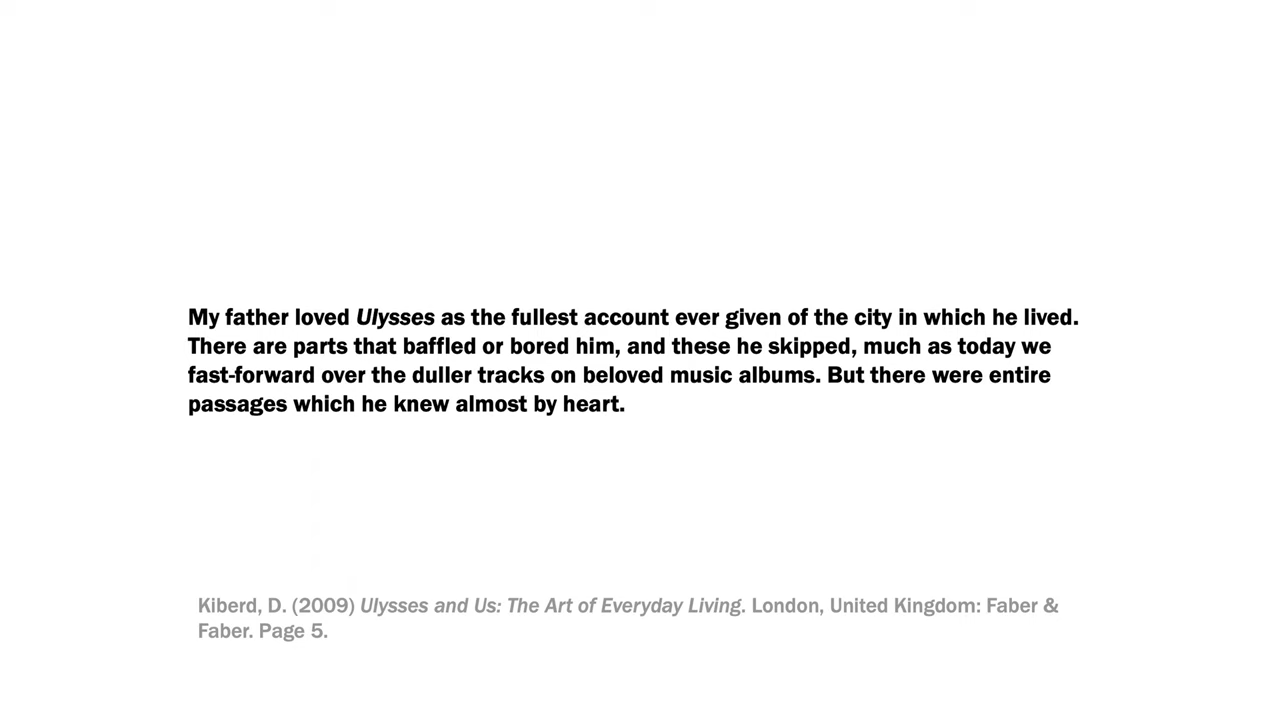 My father loved Ulysses as the fullest account ever given of the city in which he lived.
There are parts that baffled or bored him, and these he skipped, much as today we
fast-forward over the duller tracks on beloved music albums. But there were entire
passages which he knew almost by heart.
Kiberd, D. (2009) Ulysses and Us: The Art of Everyday Living. London, United Kingdom: Faber &
Faber. Page 5.